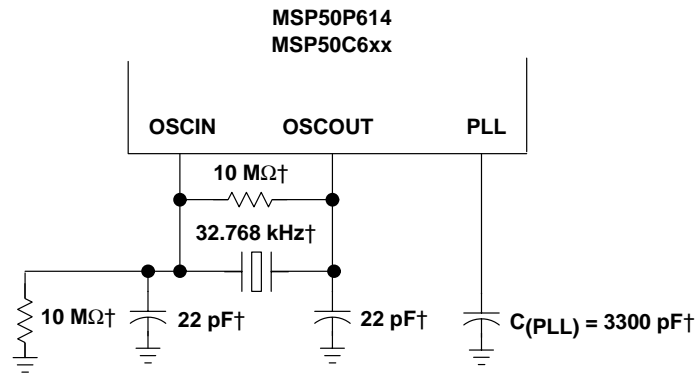 MSP50P614
MSP50C6xx
OSCIN OSCOUT PLL
10 MΩ†
32.768 kHz†
10 MΩ† 22 pF† 22 pF† C(PLL) = 3300 pF†